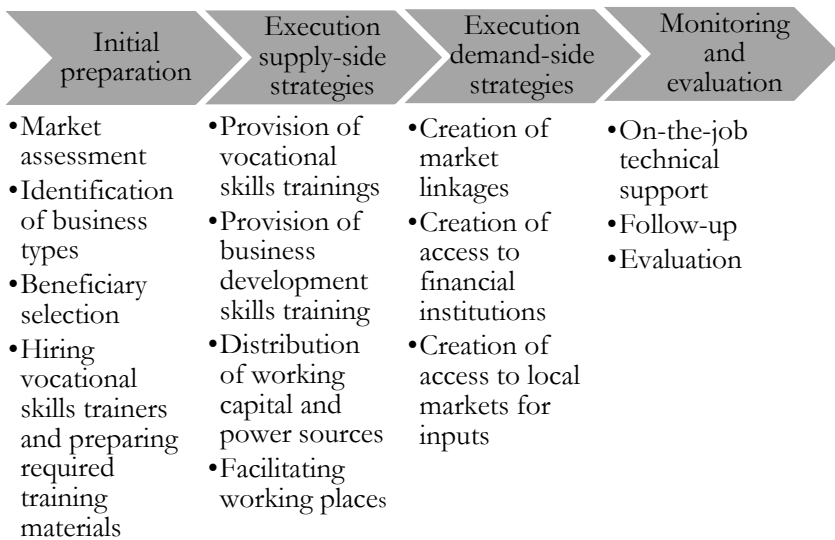 Initial
preparation
•Market
assessment
•Identification
of business
types
•Beneficiary
selection
•Hiring
vocational
skills trainers
and preparing
required
training
materials
Execution
supply-side
strategies
•Provision of
vocational
skills trainings
•Provision of
business
development
skills training
•Distribution
of working
capital and
power sources
•Facilitating
working places
Execution
demand-side
strategies
•Creation of
market
linkages
•Creation of
access to
financial
institutions
•Creation of
access to local
markets for
inputs
Monitoring
and
evaluation
•On-the-job
technical
support
•Follow-up
•Evaluation